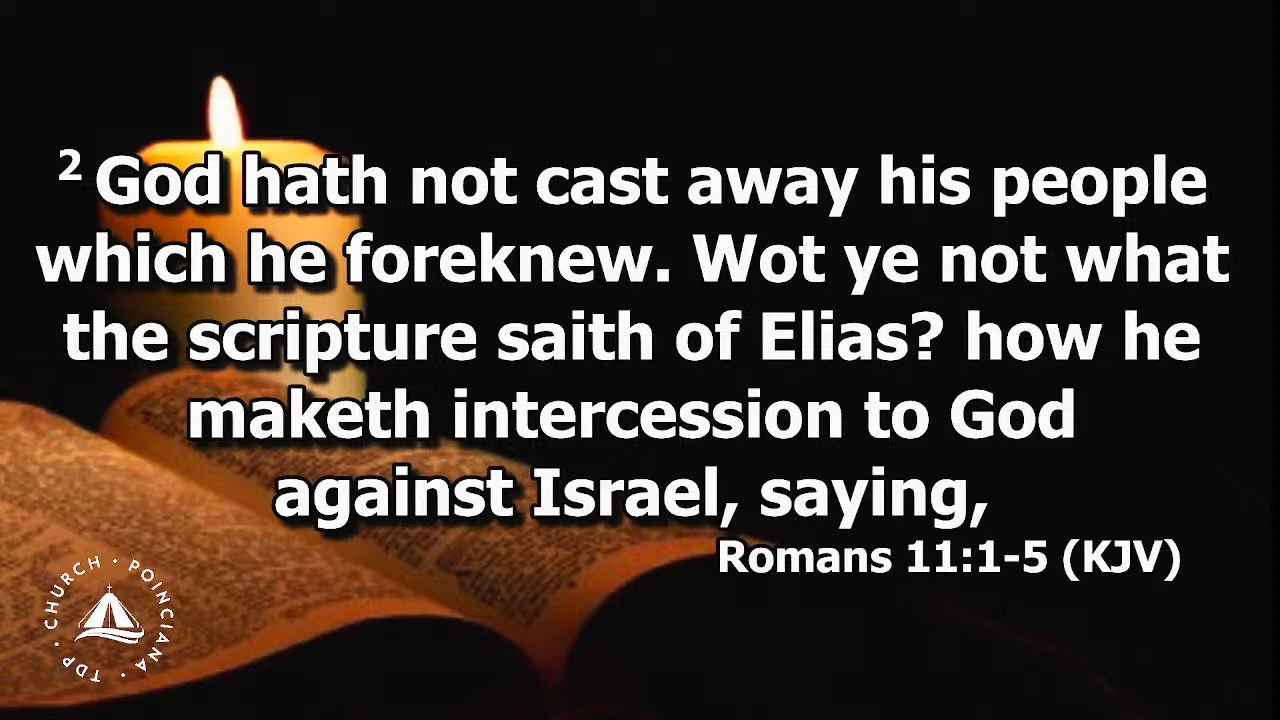 2 God hath not cast away his people
which he foreknew. Wot ye not what
the scripture saith of Elias? how he
maketh intercession to God
against Israel, saying,
Romans 11:1-5 (KJV)
TDP · CHURCH · POINCIANA ·